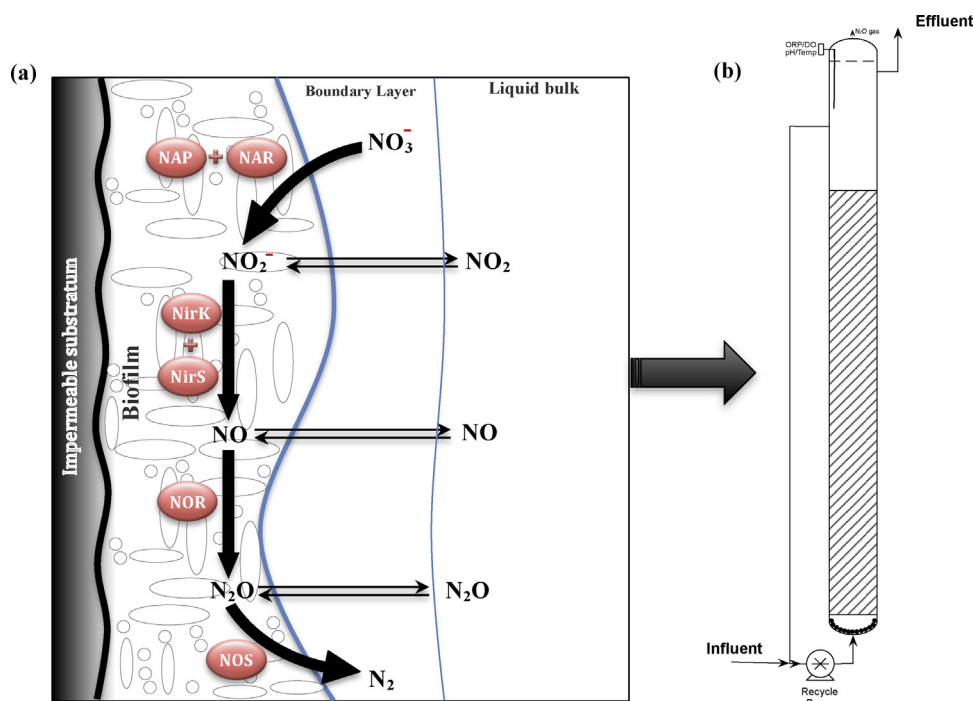 (a)
Impermeable substratum
Biofilm
Boundary Layer
Liquid bulk
NAP + NAR
NO₃⁻
NO₂⁻
NO₂
NirK
+
NirS
NO
NO
NOR
N₂O
N₂O
NOS
N₂
(b)
Effluent
N₂O gas
ORP/DO
pH/Temp
Influent
Recycle